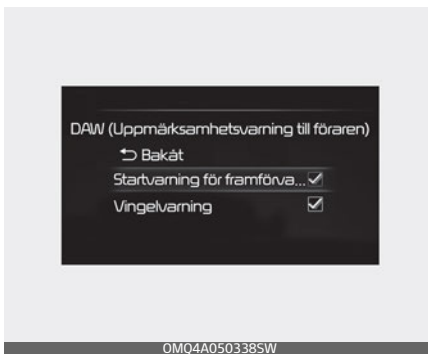 DAW (Uppmärksamhetsvarning till föraren)
Bakåt
Startvarning för framförva...
Vingelvarning
OMQ4A050338SW